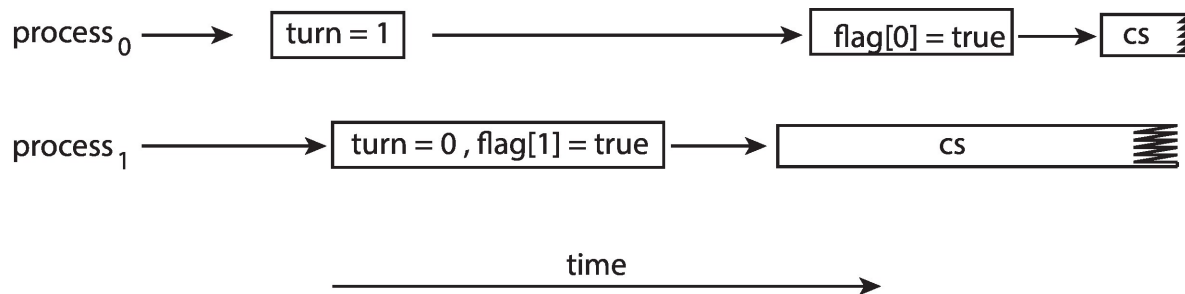 process₀ turn = 1 flag[0] = true cs
process₁ turn = 0 , flag[1] = true cs
time